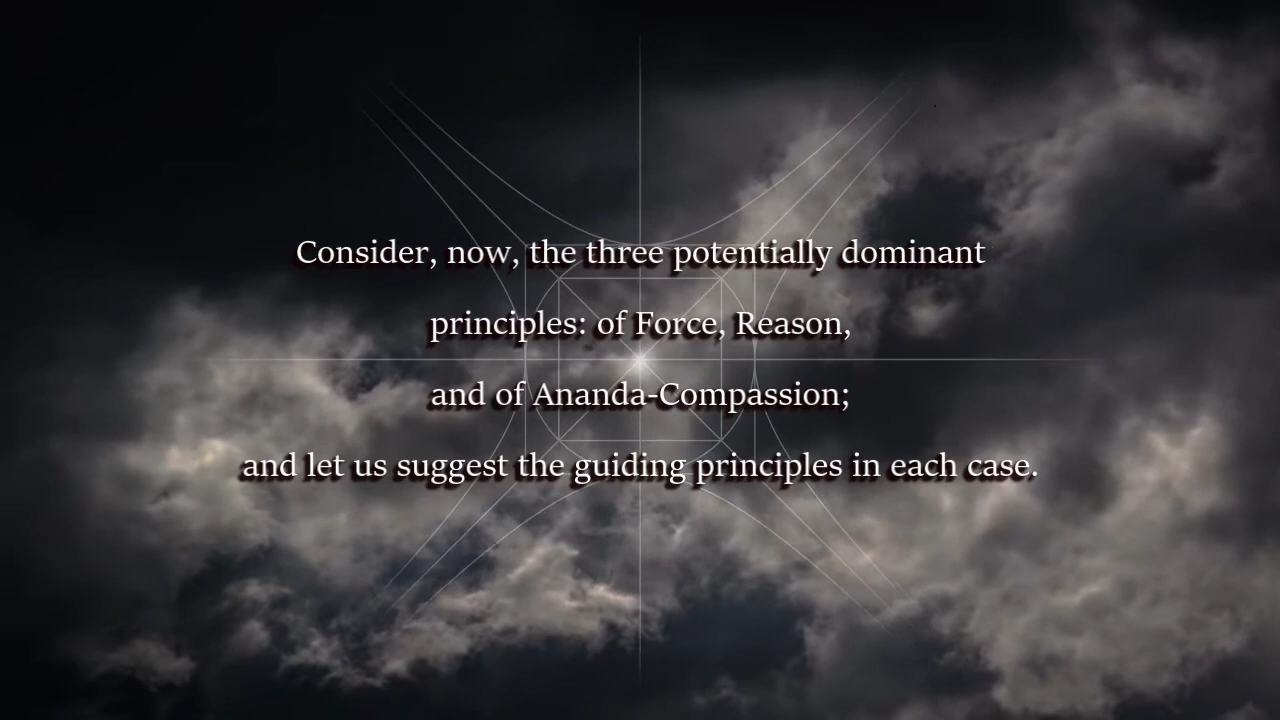 Consider, now, the three potentially dominant
principles: of Force, Reason,
and of Ananda-Compassion;
and let us suggest the guiding principles in each case.